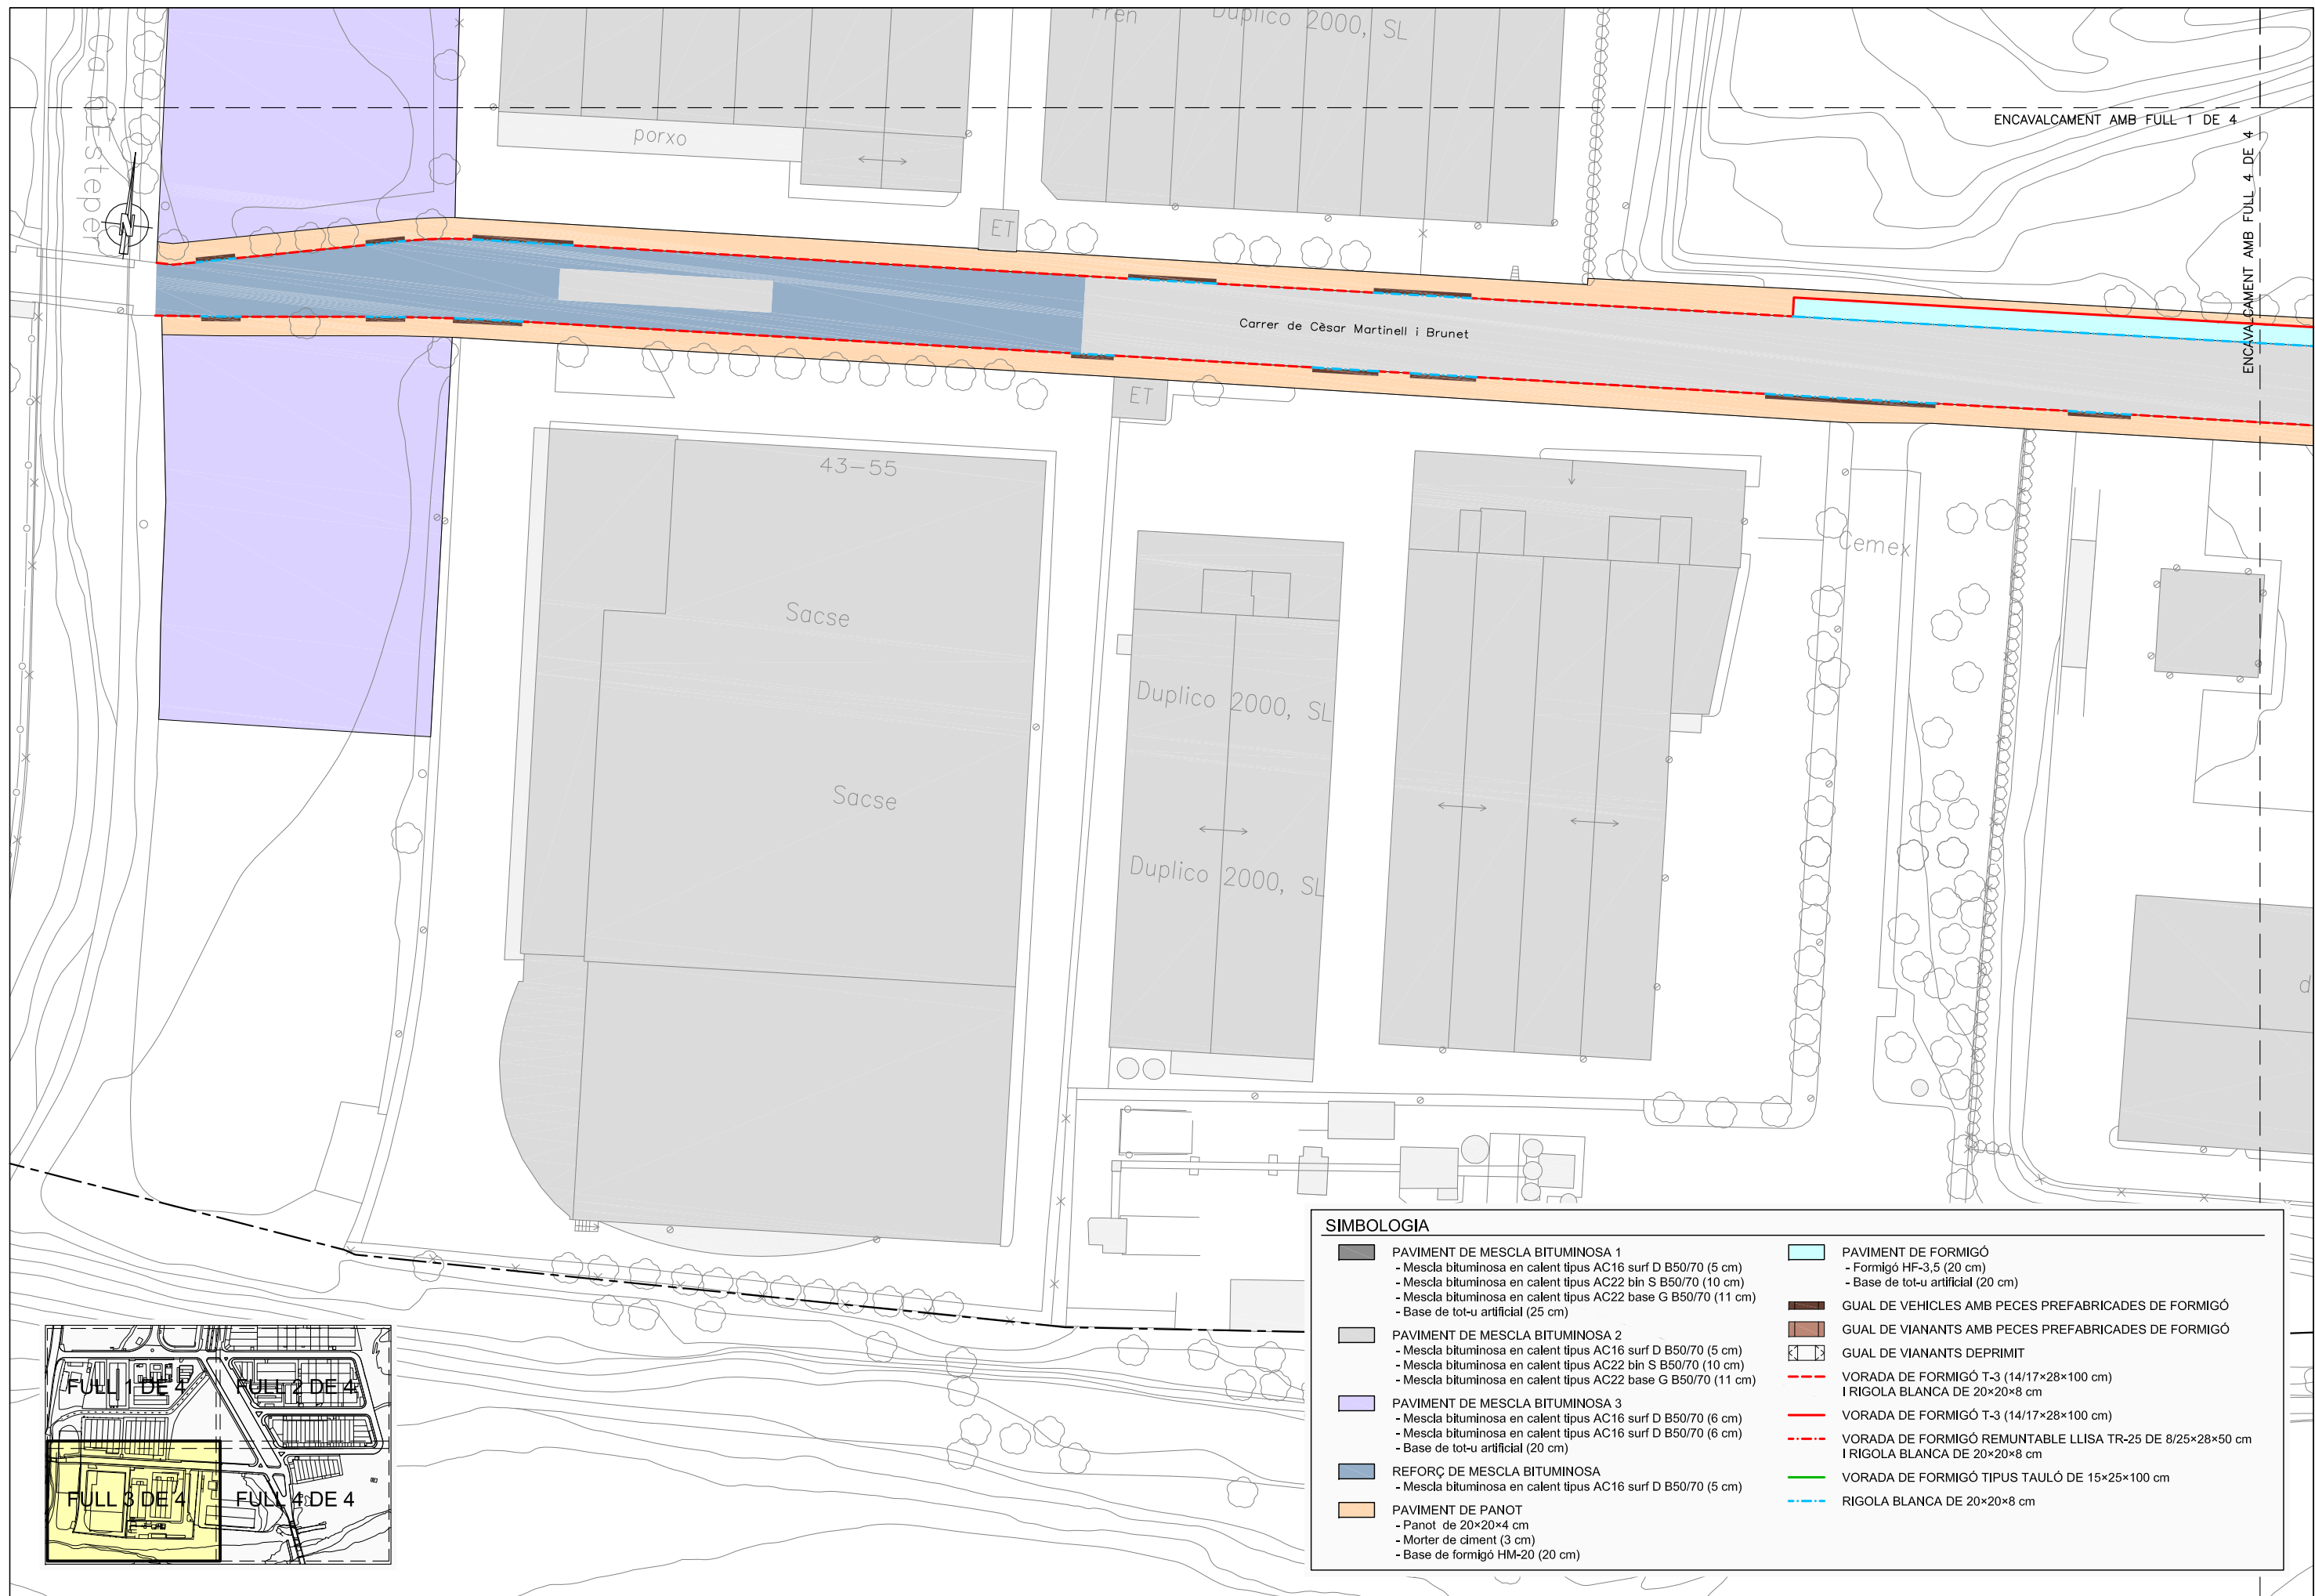 Fren
Duplico 2000, SL
Ca n'Esteper
ENCAVALCAMENT AMB FULL 1 DE 4
ENCAVALCAMENT AMB FULL 4 DE 4
porxo
ET
Carrer de Cèsar Martinell i Brunet
ET
43-55
Cemex
Sacse
Duplico 2000, SL
Sacse
Duplico 2000, SL
d
SIMBOLOGIA
PAVIMENT DE MESCLA BITUMINOSA 1
- Mescla bituminosa en calent tipus AC16 surf D B50/70 (5 cm)
- Mescla bituminosa en calent tipus AC22 bin S B50/70 (10 cm)
- Mescla bituminosa en calent tipus AC22 base G B50/70 (11 cm)
- Base de tot-u artificial (25 cm)
PAVIMENT DE MESCLA BITUMINOSA 2
- Mescla bituminosa en calent tipus AC16 surf D B50/70 (5 cm)
- Mescla bituminosa en calent tipus AC22 bin S B50/70 (10 cm)
- Mescla bituminosa en calent tipus AC22 base G B50/70 (11 cm)
PAVIMENT DE MESCLA BITUMINOSA 3
- Mescla bituminosa en calent tipus AC16 surf D B50/70 (6 cm)
- Mescla bituminosa en calent tipus AC16 surf D B50/70 (6 cm)
- Base de tot-u artificial (20 cm)
REFORÇ DE MESCLA BITUMINOSA
- Mescla bituminosa en calent tipus AC16 surf D B50/70 (5 cm)
PAVIMENT DE PANOT
- Panot de 20×20×4 cm
- Morter de ciment (3 cm)
- Base de formigó HM-20 (20 cm)
PAVIMENT DE FORMIGÓ
- Formigó HF-3,5 (20 cm)
- Base de tot-u artificial (20 cm)
GUAL DE VEHICLES AMB PECES PREFABRICADES DE FORMIGÓ
GUAL DE VIANANTS AMB PECES PREFABRICADES DE FORMIGÓ
GUAL DE VIANANTS DEPRIMIT
VORADA DE FORMIGÓ T-3 (14/17×28×100 cm)
I RIGOLA BLANCA DE 20×20×8 cm
VORADA DE FORMIGÓ T-3 (14/17×28×100 cm)
VORADA DE FORMIGÓ REMUNTABLE LLISA TR-25 DE 8/25×28×50 cm
I RIGOLA BLANCA DE 20×20×8 cm
VORADA DE FORMIGÓ TIPUS TAULÓ DE 15×25×100 cm
RIGOLA BLANCA DE 20×20×8 cm
FULL 1 DE 4
FULL 2 DE 4
FULL 3 DE 4
FULL 4 DE 4